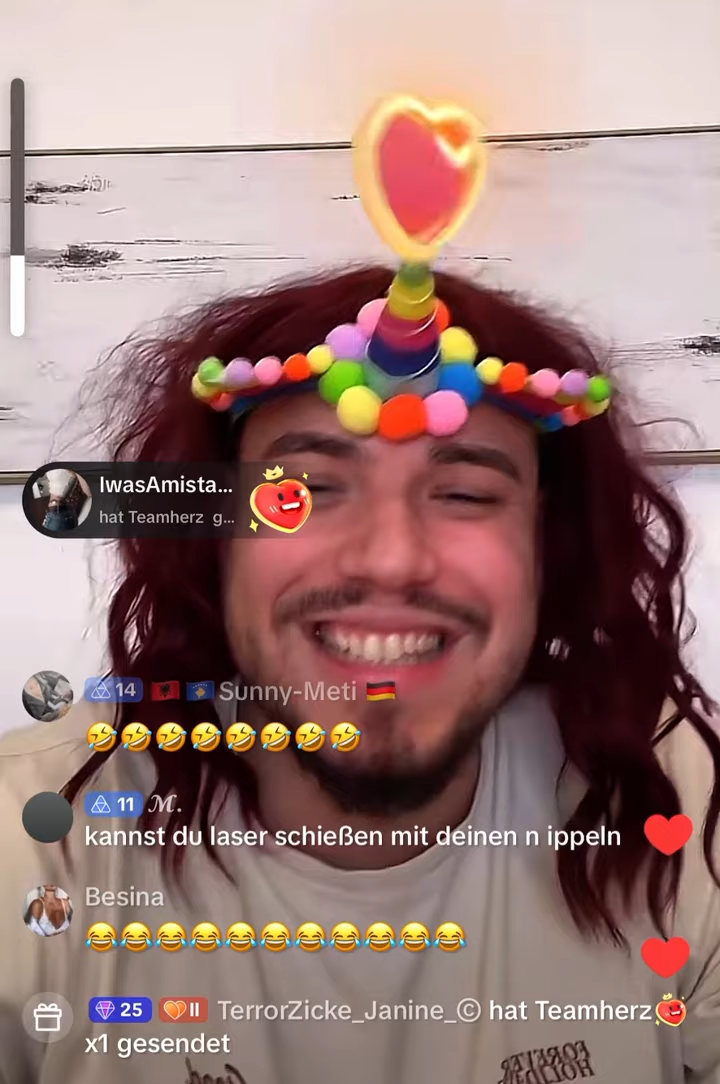 IwasAmista...
hat Teamherz g...
14 Sunny-Meti 🇩🇪
🤣🤣🤣🤣🤣🤣🤣🤣
11 ℳ.
kannst du laser schießen mit deinen n ippeln
Besina
😂😂😂😂😂😂😂😂😂😂😂
25 II TerrorZicke_Janine_© hat Teamherz
x1 gesendet
FOREVER